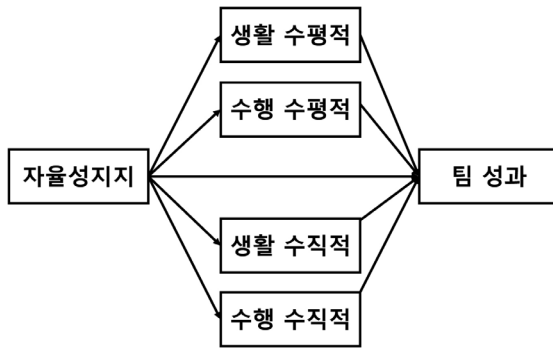 생활 수평적
수행 수평적
자율성지지
팀 성과
생활 수직적
수행 수직적